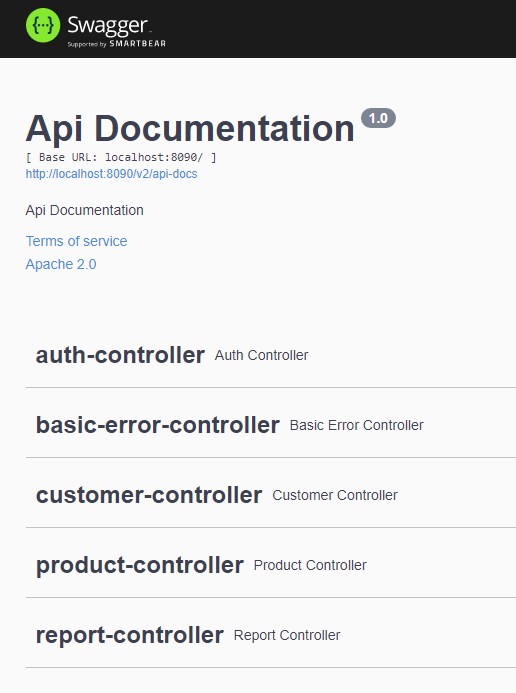 {...} Swagger
Supported by SMARTBEAR
Api Documentation 1.0
[ Base URL: localhost:8090/ ]
http://localhost:8090/v2/api-docs
Api Documentation
Terms of service
Apache 2.0
auth-controller Auth Controller
basic-error-controller Basic Error Controller
customer-controller Customer Controller
product-controller Product Controller
report-controller Report Controller